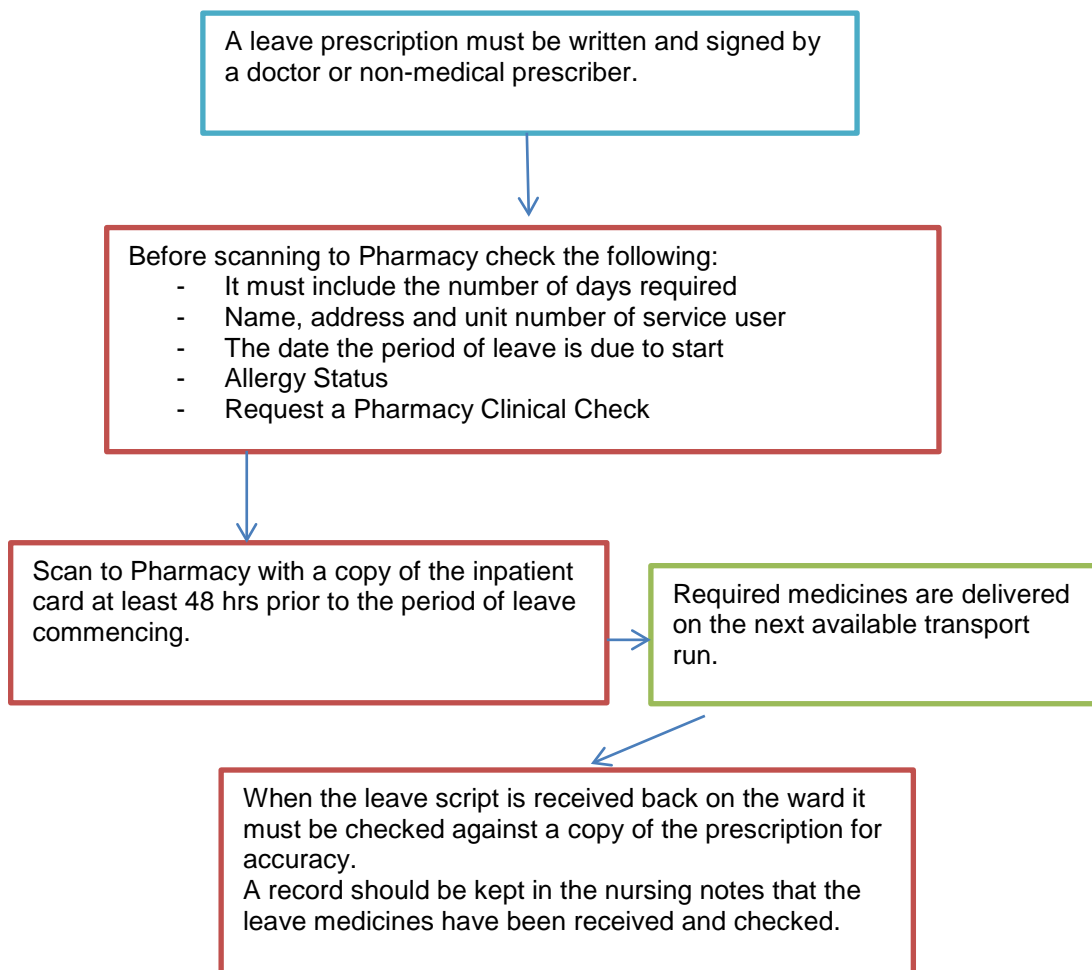 A leave prescription must be written and signed by
a doctor or non-medical prescriber.
Before scanning to Pharmacy check the following:
- It must include the number of days required
- Name, address and unit number of service user
- The date the period of leave is due to start
- Allergy Status
- Request a Pharmacy Clinical Check
Scan to Pharmacy with a copy of the inpatient
card at least 48 hrs prior to the period of leave
commencing.
Required medicines are delivered
on the next available transport
run.
When the leave script is received back on the ward it
must be checked against a copy of the prescription for
accuracy.
A record should be kept in the nursing notes that the
leave medicines have been received and checked.